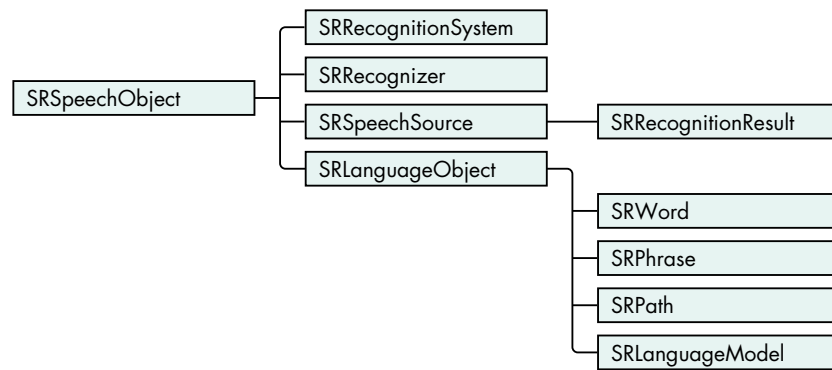 SRRecognitionSystem
SRRecognizer
SRSpeechObject
SRSpeechSource
SRRecognitionResult
SRLanguageObject
SRWord
SRPhrase
SRPath
SRLanguageModel